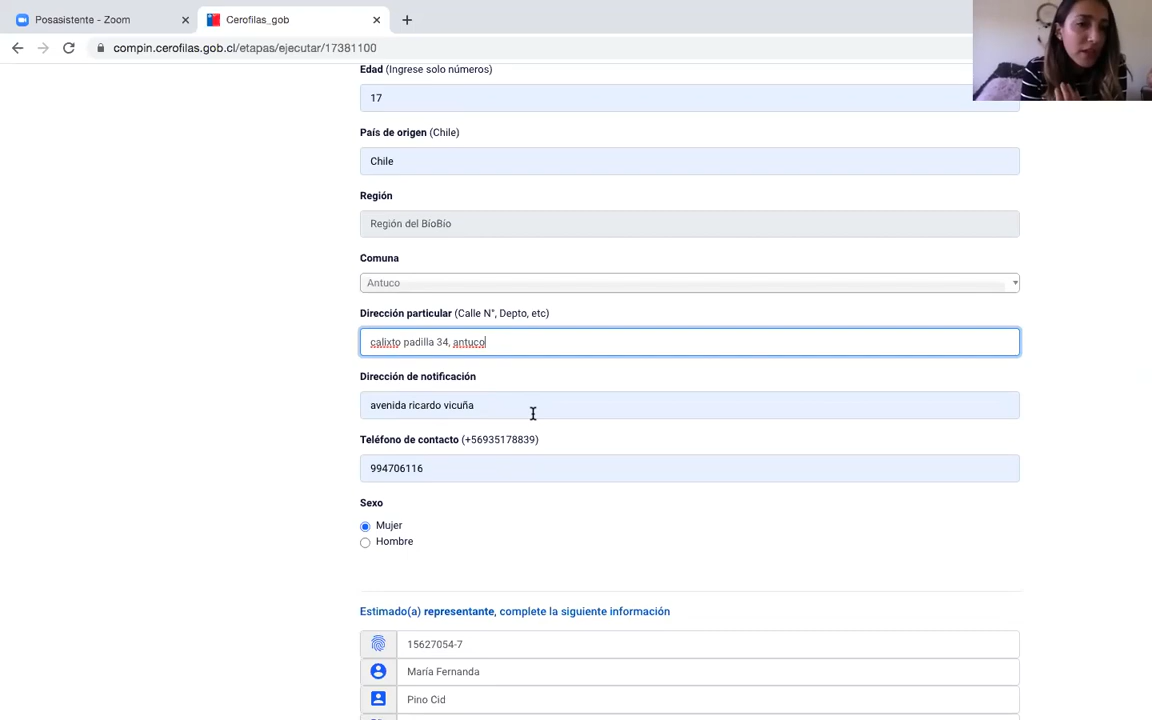 Posasistente - Zoom
Cerofilas_gob
compin.cerofilas.gob.cl/etapas/ejecutar/17381100
Edad (Ingrese solo números)
17
País de origen (Chile)
Chile
Región
Región del BíoBío
Comuna
Antuco
Dirección particular (Calle N°, Depto, etc)
calixto padilla 34, antuco
Dirección de notificación
avenida ricardo vicuña
Teléfono de contacto (+56935178839)
994706116
Sexo
Mujer
Hombre
Estimado(a) representante, complete la siguiente información
15627054-7
María Fernanda
Pino Cid